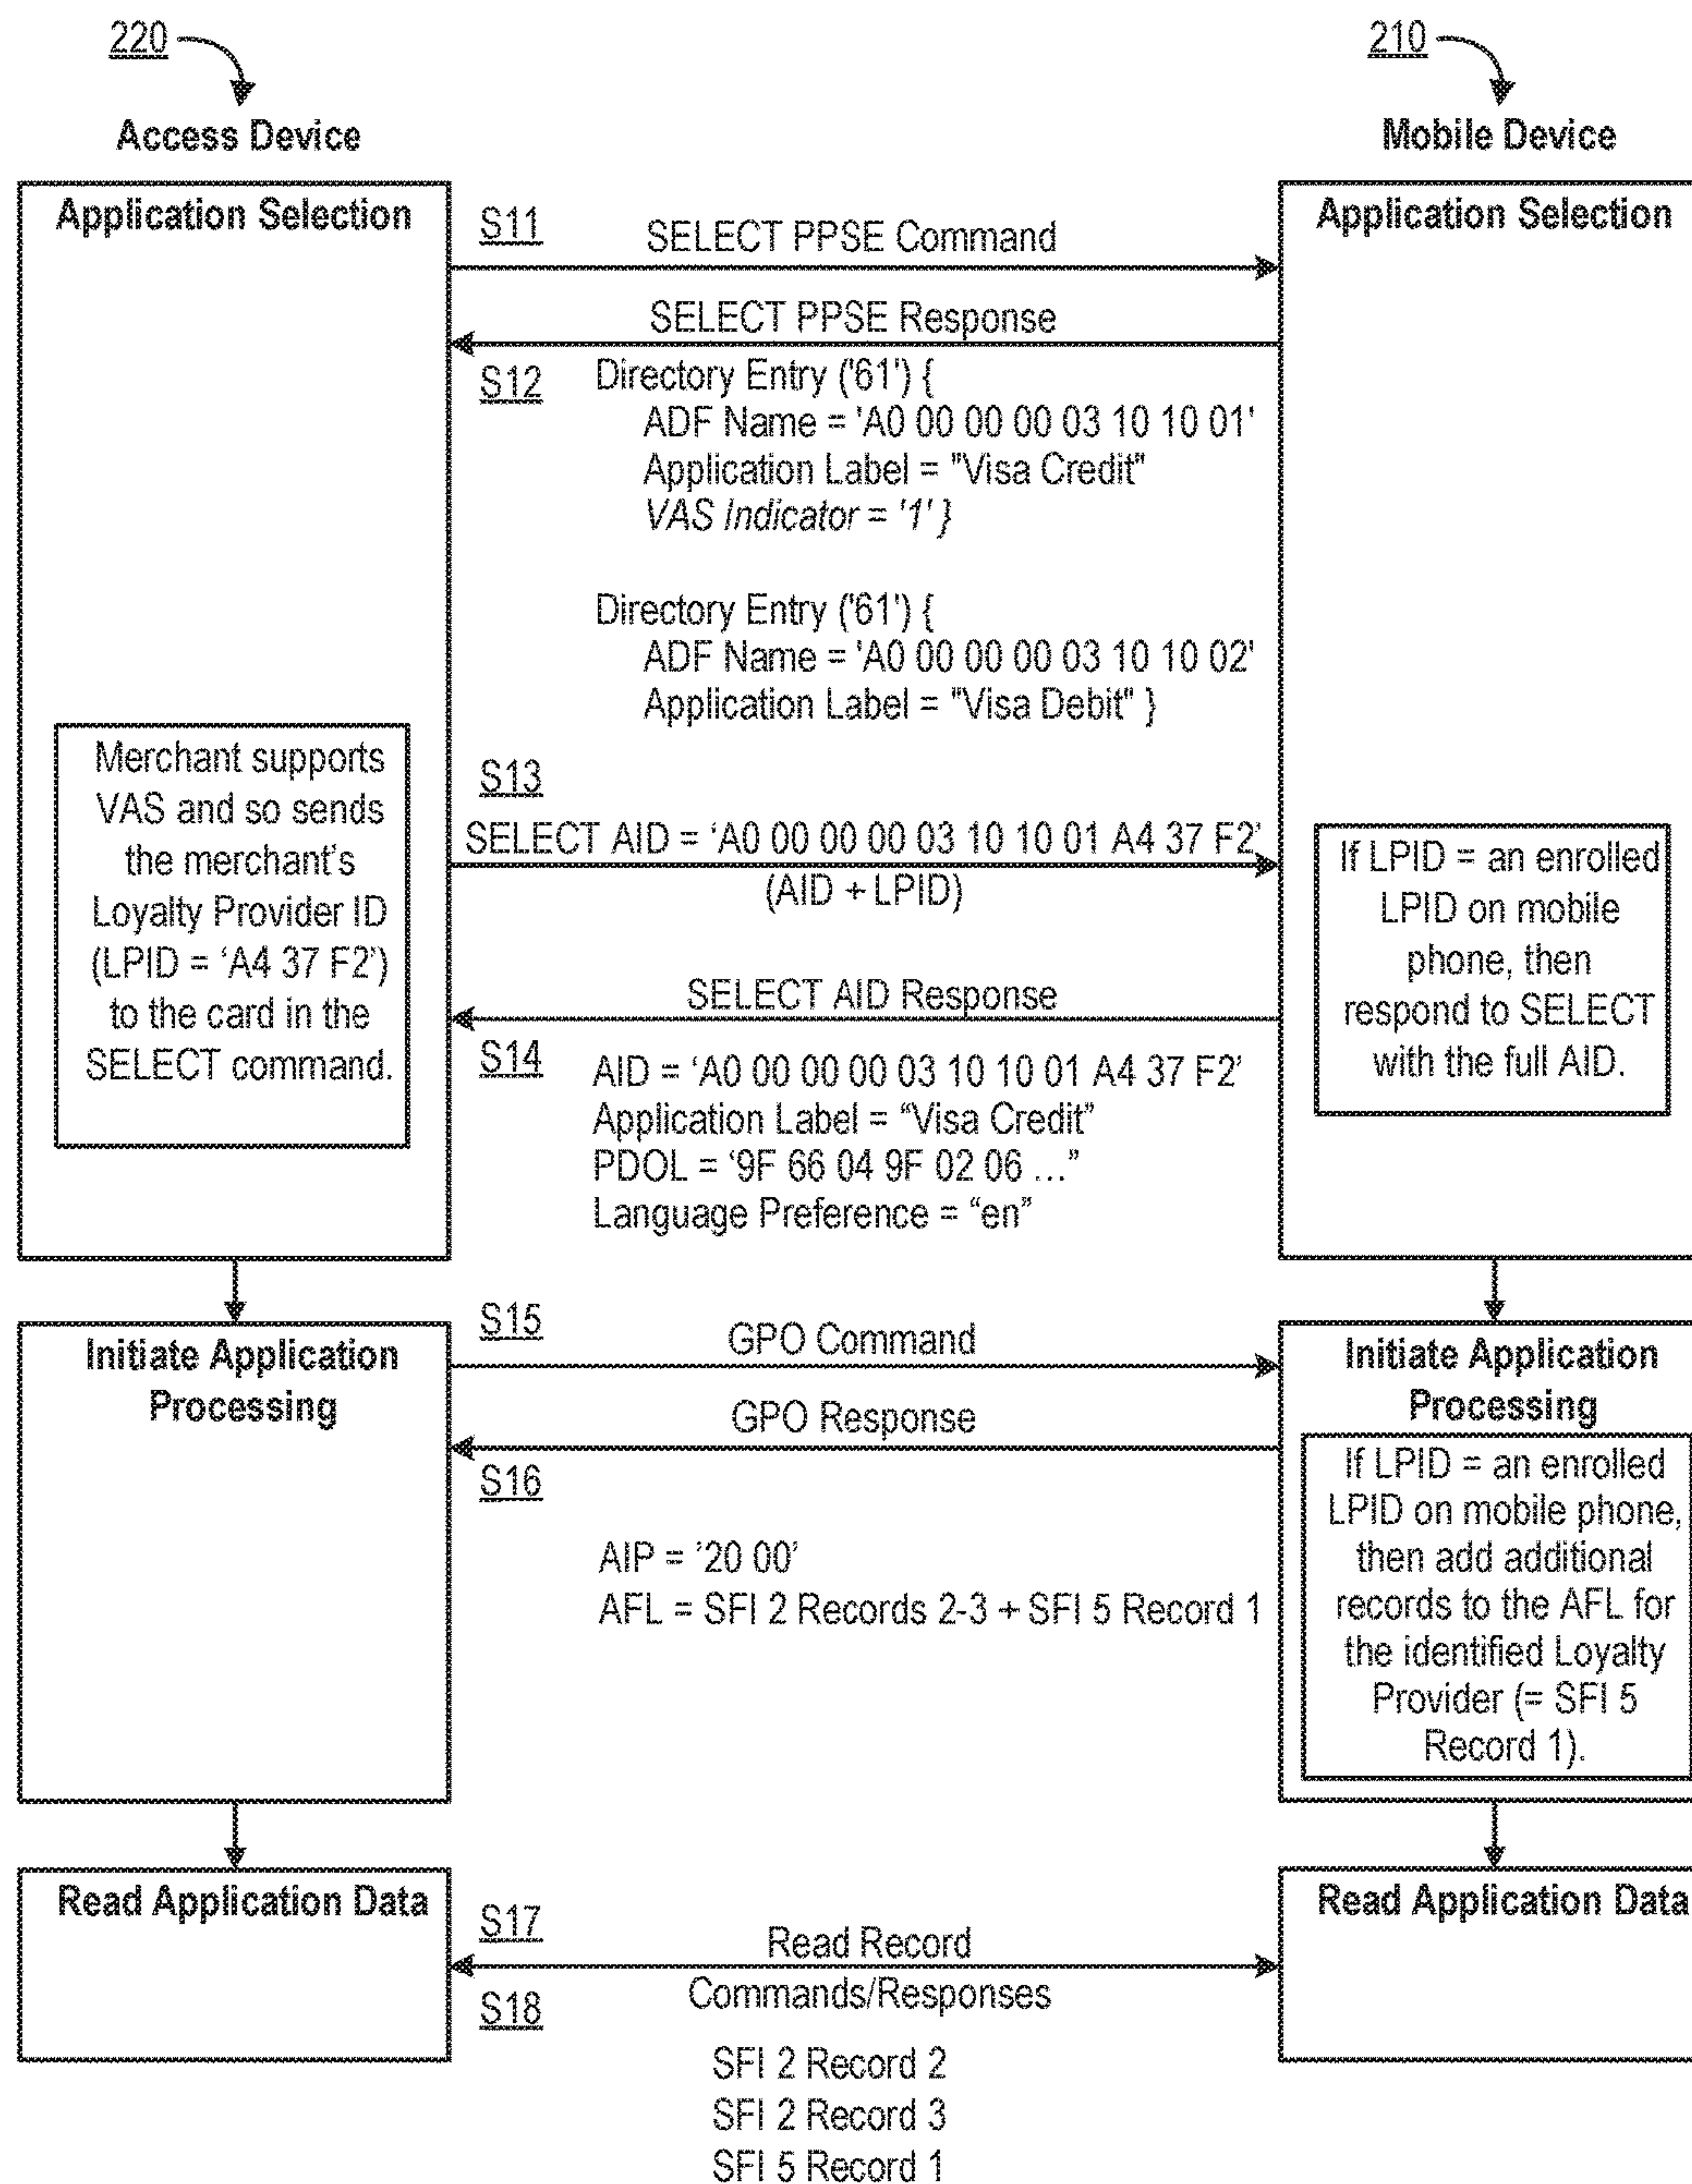 220
210
Access Device
Mobile Device
Application Selection
S11
SELECT PPSE Command
Application Selection
SELECT PPSE Response
S12
Directory Entry ('61') {
ADF Name = 'A0 00 00 00 03 10 10 01'
Application Label = "Visa Credit"
VAS Indicator = '1' }
Directory Entry ('61') {
ADF Name = 'A0 00 00 00 03 10 10 02'
Application Label = "Visa Debit" }
Merchant supports
VAS and so sends
the merchant's
Loyalty Provider ID
(LPID = ‘A4 37 F2’)
to the card in the
SELECT command.
S13
SELECT AID = ‘A0 00 00 00 03 10 10 01 A4 37 F2’
(AID + LPID)
If LPID = an enrolled
LPID on mobile
phone, then
respond to SELECT
with the full AID.
SELECT AID Response
S14
AID = ‘A0 00 00 00 03 10 10 01 A4 37 F2’
Application Label = “Visa Credit”
PDOL = ‘9F 66 04 9F 02 06 …”
Language Preference = “en”
Initiate Application
Processing
S15
GPO Command
GPO Response
S16
AIP = ’20 00’
AFL = SFI 2 Records 2-3 + SFI 5 Record 1
Initiate Application
Processing
If LPID = an enrolled
LPID on mobile phone,
then add additional
records to the AFL for
the identified Loyalty
Provider (= SFI 5
Record 1).
Read Application Data
S17
Read Record
Commands/Responses
S18
SFI 2 Record 2
SFI 2 Record 3
SFI 5 Record 1
Read Application Data